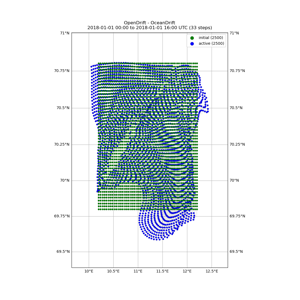 OpenDrift - OceanDrift
2018-01-01 00:00 to 2018-01-01 16:00 UTC (33 steps)
71°N 71°N
initial (2500)
active (2500)
70.75°N 70.75°N
70.5°N 70.5°N
70.25°N 70.25°N
70°N 70°N
69.75°N 69.75°N
69.5°N 69.5°N
10°E 10.5°E 11°E 11.5°E 12°E 12.5°E